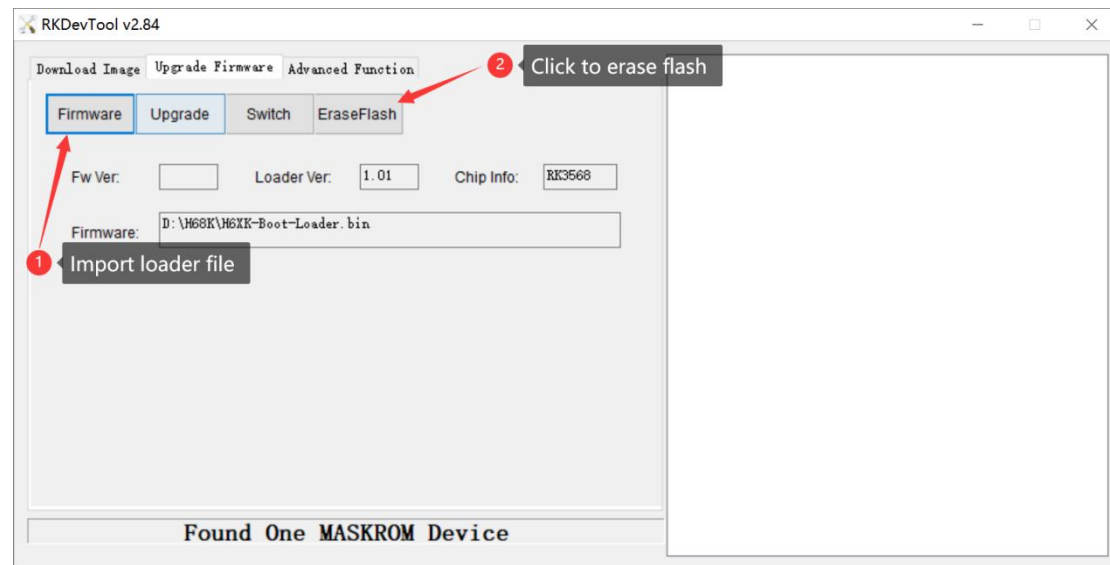 RKDevTool v2.84
Download Image Upgrade Firmware Advanced Function
2 Click to erase flash
Firmware Upgrade Switch EraseFlash
Fw Ver: Loader Ver: 1.01 Chip Info: RK3568
Firmware: D:\H68K\H6XK-Boot-Loader.bin
1 Import loader file
Found One MASKROM Device